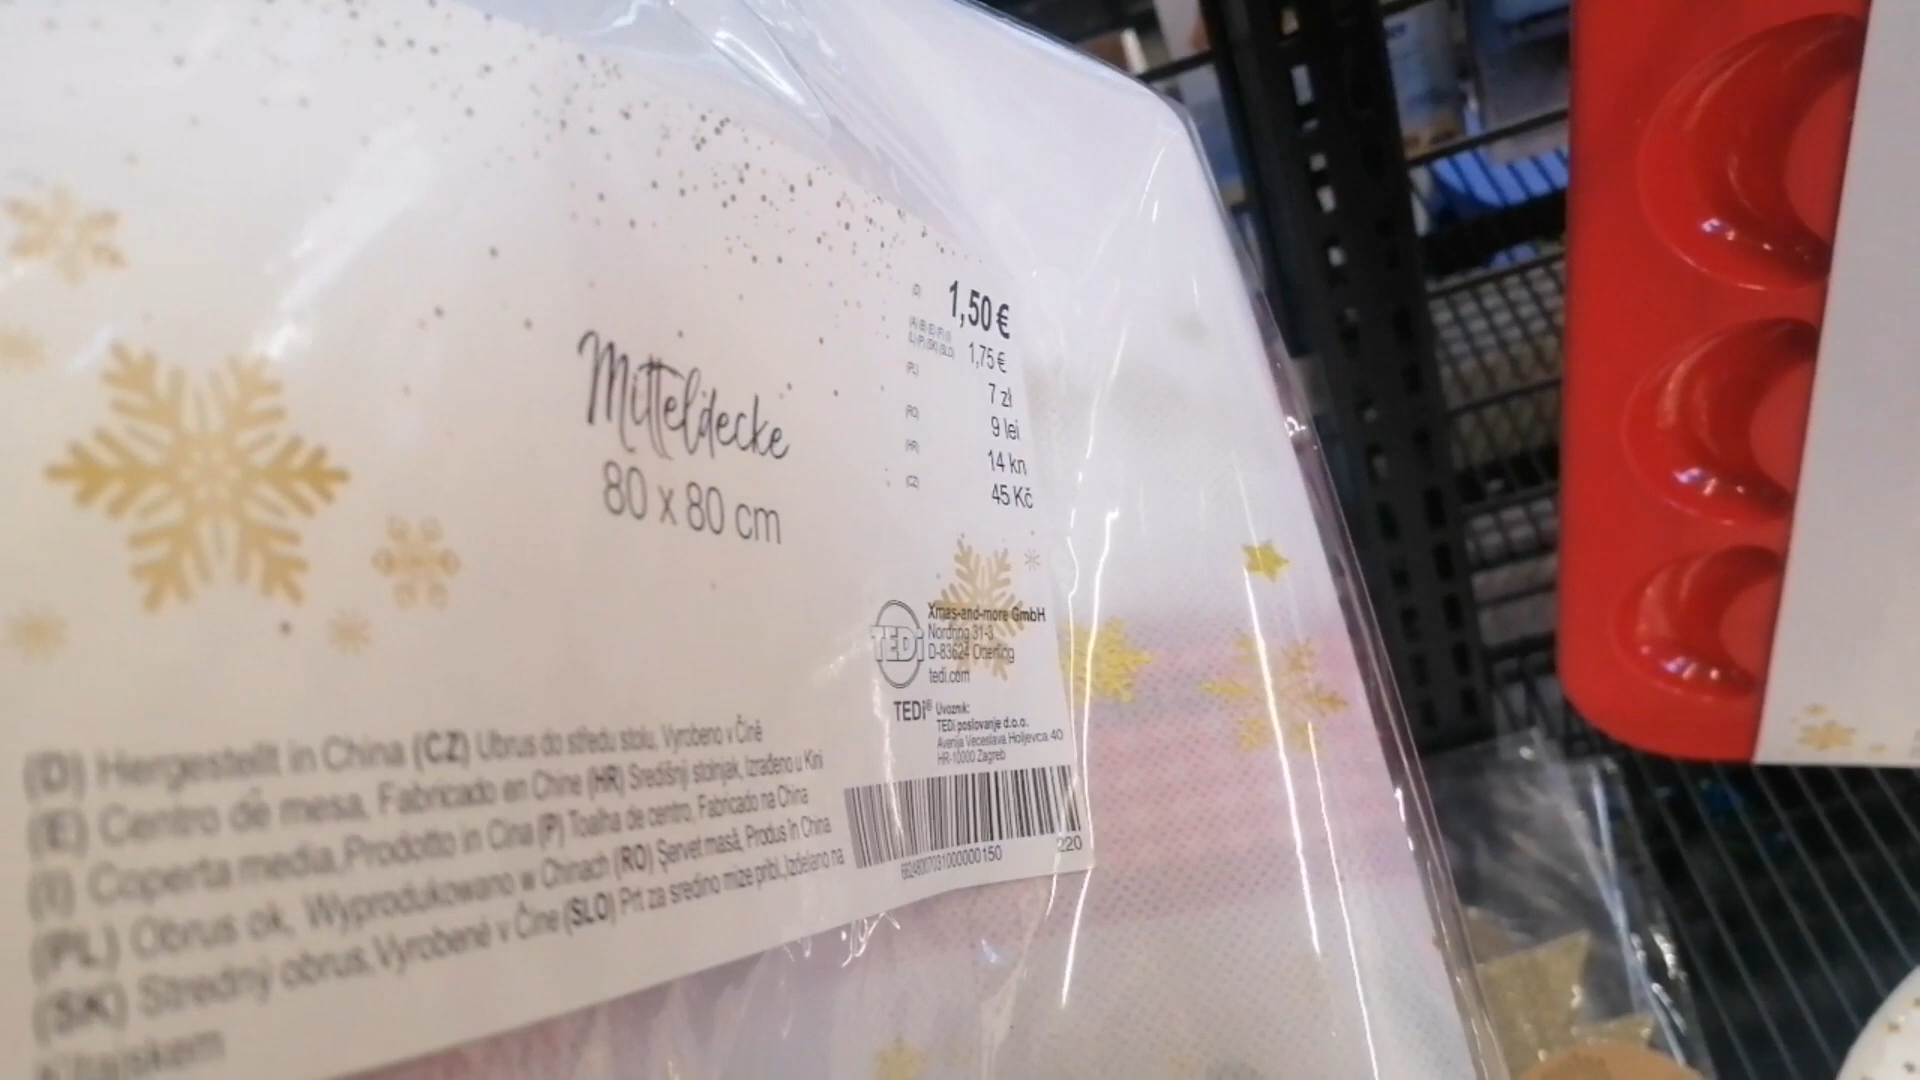 Mitteldecke
80 x 80 cm
(D) 1,50 €
(A) (B) (E) (F) (I)
(L) (P) (SK) (SLO) 1,75 €
(PL) 7 zł
(RO) 9 lei
(HR) 14 kn
(CZ) 45 Kč
TEDi
Xmas-and-more GmbH
Nordring 31-3
D-83624 Otterfing
tedi.com
TEDi® Uvoznik:
TEDi poslovanje d.o.o.
Avenija Veceslava Holjevca 40
HR-10000 Zagreb
220
(D) Hergestellt in China (CZ) Ubrus do středu stolu, Vyrobeno v Číně
(E) Centro de mesa, Fabricado en Chine (HR) Središnji stolnjak, Izrađeno u Kini
(I) Coperta media, Prodotto in Cina (P) Toalha de centro, Fabricado na China
(PL) Obrus ok, Wyprodukowano w Chinach (RO) Şervet masă, Produs în China
(SK) Stredný obrus, Vyrobené v Číne (SLO) Prt za sredino mize pribl., Izdelano na
Kitajskem